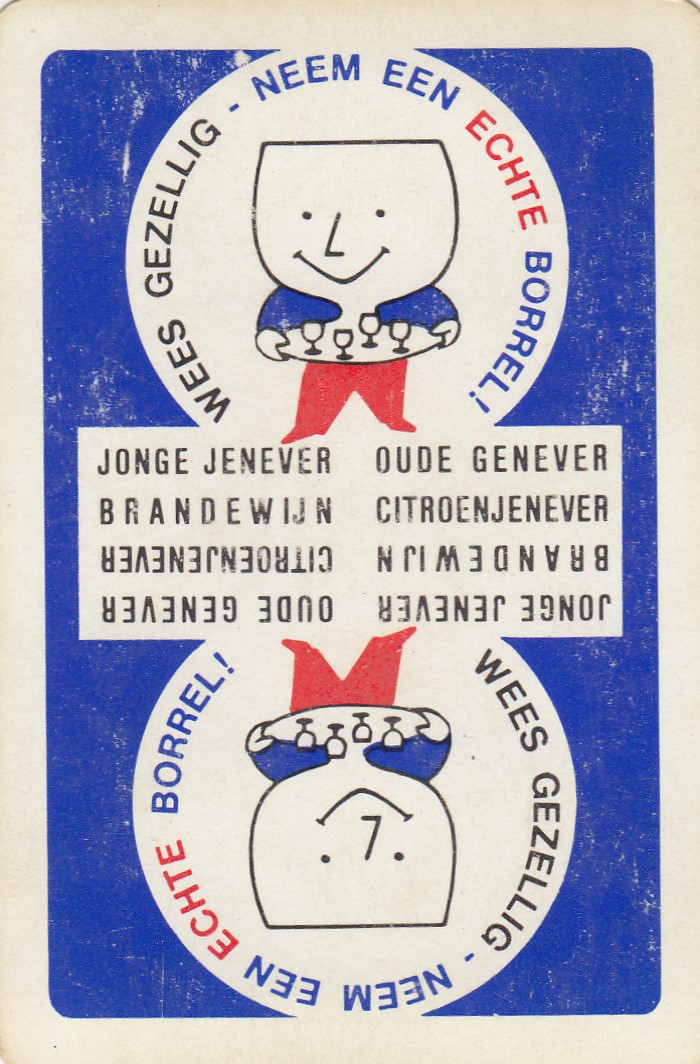 WEES GEZELLIG - NEEM EEN ECHTE BORREL!
JONGE JENEVER OUDE GENEVER
BRANDEWIJN CITROENJENEVER
JONGE JENEVER OUDE GENEVER
BRANDEWIJN CITROENJENEVER
WEES GEZELLIG - NEEM EEN ECHTE BORREL!